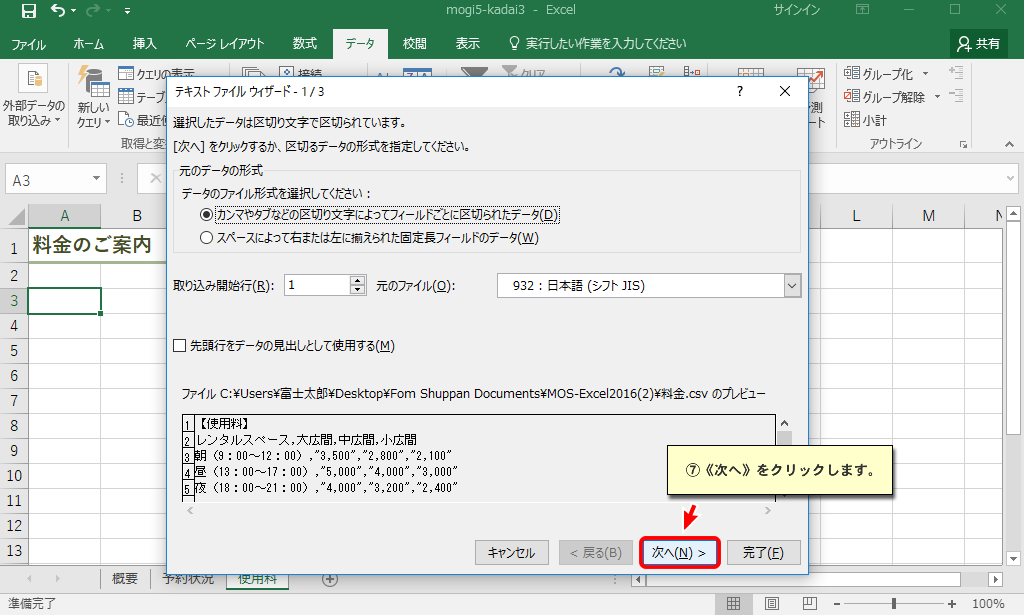 mogi5-kadai3 - Excel
サインイン
ファイル ホーム 挿入 ページ レイアウト 数式 データ 校閲 表示 実行したい作業を入力してください 共有
外部データの
取り込み
新しい
クエリ
クエリの表示
接続
クリア
グループ化
グループ解除
小計
アウトライン
テキスト ファイル ウィザード - 1 / 3
? ×
選択したデータは区切り文字で区切られています。
[次へ] をクリックするか、区切るデータの形式を指定してください。
元のデータの形式
データのファイル形式を選択してください：
カンマやタブなどの区切り文字によってフィールドごとに区切られたデータ(D)
スペースによって右または左に揃えられた固定長フィールドのデータ(W)
取り込み開始行(R): 1 元のファイル(O): 932 : 日本語 (シフト JIS)
先頭行をデータの見出しとして使用する(M)
ファイル C:¥Users¥富士太郎¥Desktop¥Fom Shuppan Documents¥MOS-Excel2016(2)¥料金.csv のプレビュー
1 【使用料】
2 レンタルスペース,大広間,中広間,小広間
3 朝（9：00～12：00）,"3,500","2,800","2,100"
4 昼（13：00～17：00）,"5,000","4,000","3,000"
5 夜（18：00～21：00）,"4,000","3,200","2,400"
⑦《次へ》をクリックします。
キャンセル < 戻る(B) 次へ(N) > 完了(F)
A3
A B L M N
1 料金のご案内
2
3
4
5
6
7
8
9
10
11
12
13
概要 予約状況 使用料
準備完了
100%